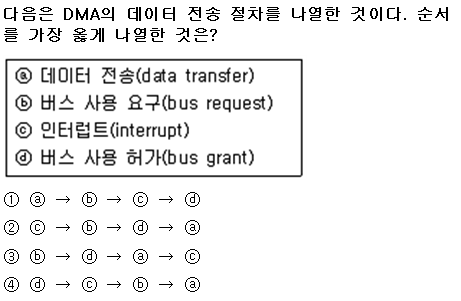 다음은 DMA의 데이터 전송 절차를 나열한 것이다. 순서
를 가장 옳게 나열한 것은?
ⓐ 데이터 전송(data transfer)
ⓑ 버스 사용 요구(bus request)
ⓒ 인터럽트(interrupt)
ⓓ 버스 사용 허가(bus grant)
① ⓐ → ⓑ → ⓒ → ⓓ
② ⓒ → ⓑ → ⓓ → ⓐ
③ ⓑ → ⓓ → ⓐ → ⓒ
④ ⓓ → ⓒ → ⓑ → ⓐ